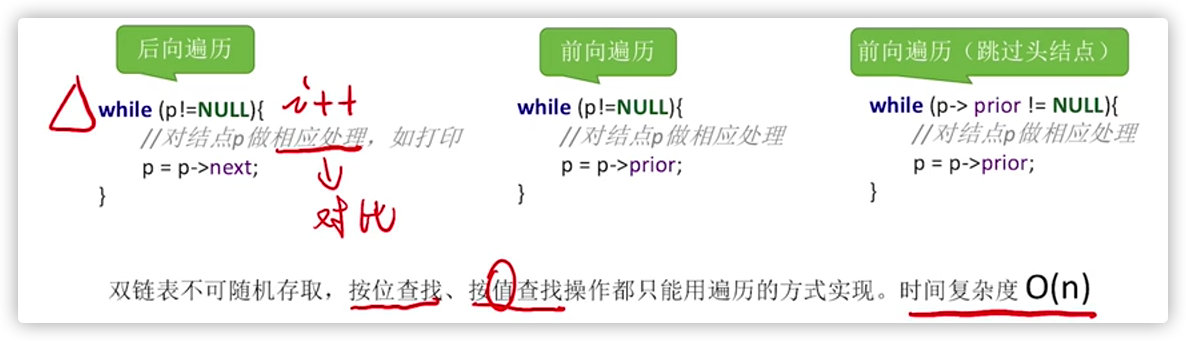 后向遍历
while (p!=NULL){
//对结点p做相应处理，如打印
p = p->next;
}
i++
对比
前向遍历
while (p!=NULL){
//对结点p做相应处理
p = p->prior;
}
前向遍历（跳过头结点）
while (p-> prior != NULL){
//对结点p做相应处理
p = p->prior;
}
双链表不可随机存取，按位查找、按值查找操作都只能用遍历的方式实现。时间复杂度 O(n)